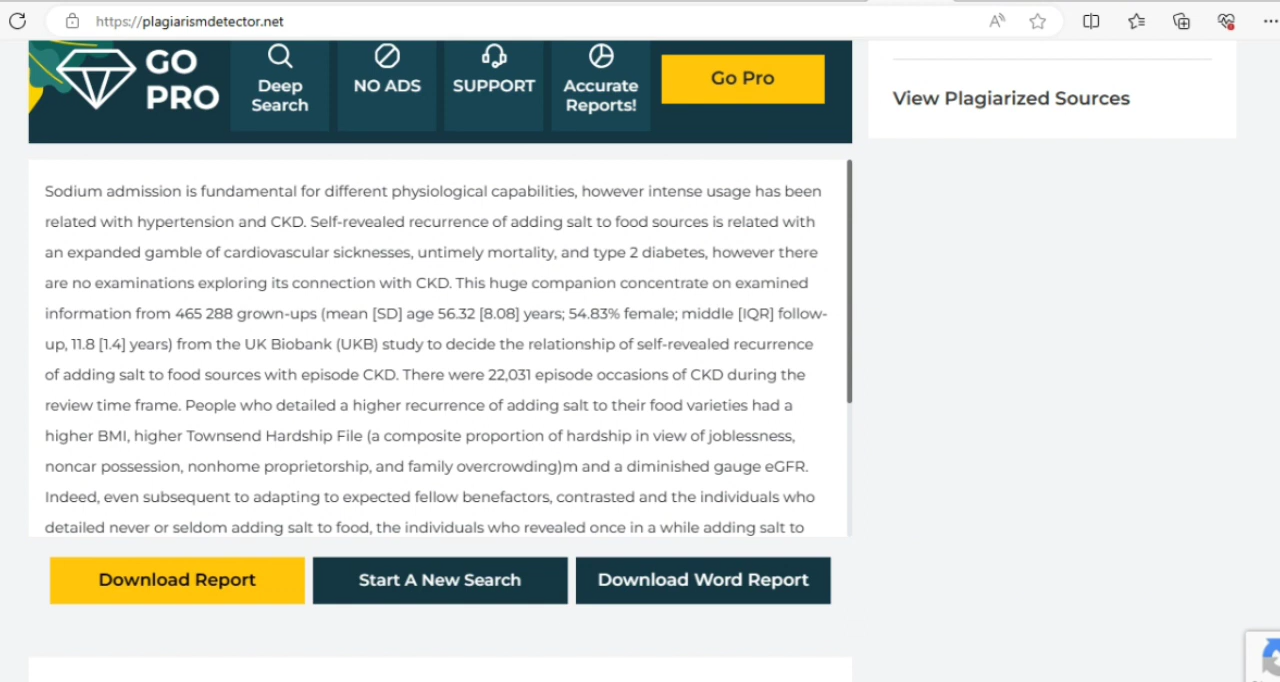 https://plagiarismdetector.net
GO
PRO
Deep
Search
NO ADS
SUPPORT
Accurate
Reports!
Go Pro
View Plagiarized Sources
Sodium admission is fundamental for different physiological capabilities, however intense usage has been
related with hypertension and CKD. Self-revealed recurrence of adding salt to food sources is related with
an expanded gamble of cardiovascular sicknesses, untimely mortality, and type 2 diabetes, however there
are no examinations exploring its connection with CKD. This huge companion concentrate on examined
information from 465 288 grown-ups (mean [SD] age 56.32 [8.08] years; 54.83% female; middle [IQR] follow-
up, 11.8 [1.4] years) from the UK Biobank (UKB) study to decide the relationship of self-revealed recurrence
of adding salt to food sources with episode CKD. There were 22,031 episode occasions of CKD during the
review time frame. People who detailed a higher recurrence of adding salt to their food varieties had a
higher BMI, higher Townsend Hardship File (a composite proportion of hardship in view of joblessness,
noncar possession, nonhome proprietorship, and family overcrowding)m and a diminished gauge eGFR.
Indeed, even subsequent to adapting to expected fellow benefactors, contrasted and the individuals who
detailed never or seldom adding salt to food, the individuals who revealed once in a while adding salt to
Download Report
Start A New Search
Download Word Report